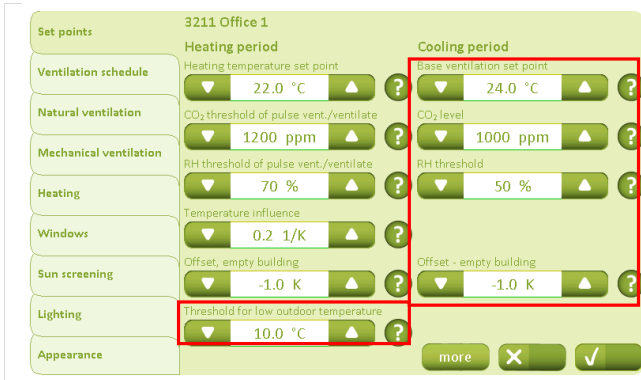 3211 Office 1
Set points
Ventilation schedule
Natural ventilation
Mechanical ventilation
Heating
Windows
Sun screening
Lighting
Appearance
Heating period
Heating temperature set point
22.0 °C
?
CO₂ threshold of pulse vent./ventilate
1200 ppm
?
RH threshold of pulse vent./ventilate
70 %
?
Temperature influence
0.2 1/K
?
Offset, empty building
-1.0 K
?
Threshold for low outdoor temperature
10.0 °C
?
Cooling period
Base ventilation set point
24.0 °C
?
CO₂ level
1000 ppm
?
RH threshold
50 %
?
Offset - empty building
-1.0 K
?
more